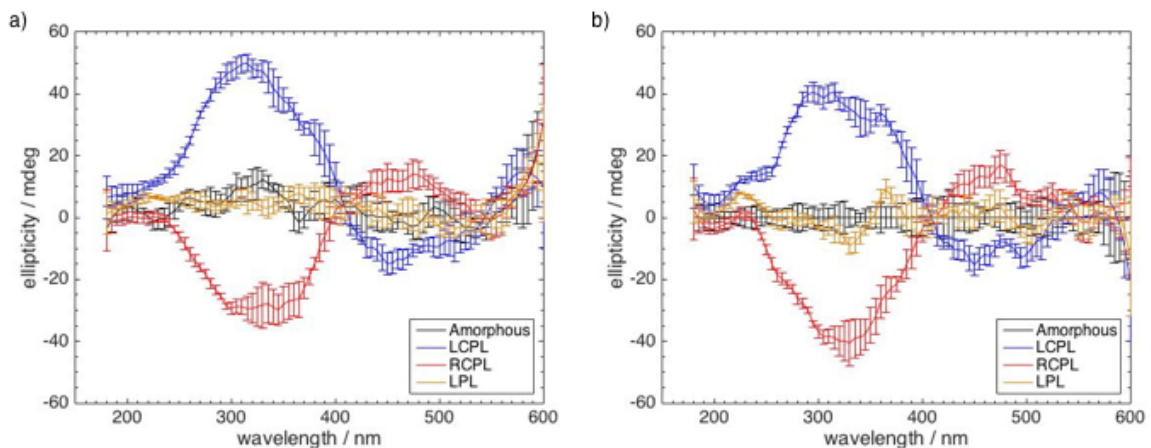 a)
60
40
20
0
-20
-40
-60
ellipticity / mdeg
200
300
400
500
600
wavelength / nm
Amorphous
LCPL
RCPL
LPL
b)
60
40
20
0
-20
-40
-60
ellipticity / mdeg
200
300
400
500
600
wavelength / nm
Amorphous
LCPL
RCPL
LPL